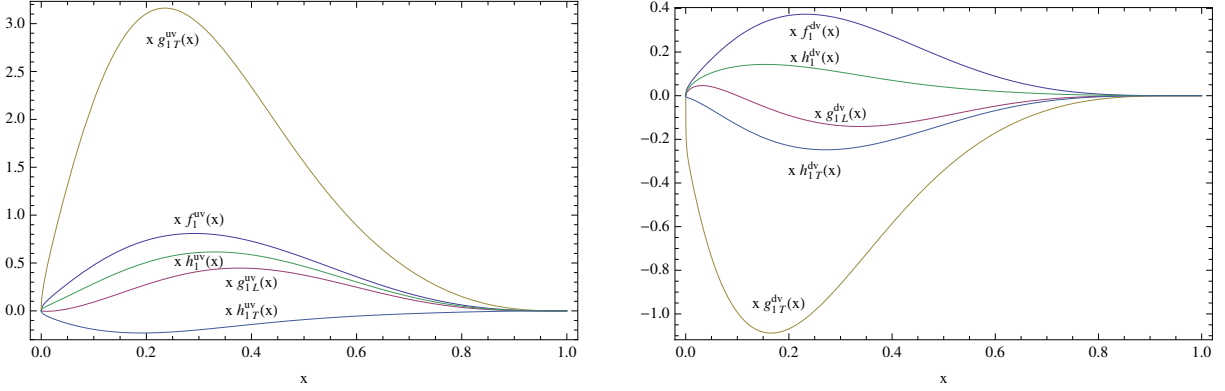 3.0
2.5
2.0
1.5
1.0
0.5
0.0
x g_{1T}^{uv}(x)
x f_1^{uv}(x)
x h_1^{uv}(x)
x g_{1L}^{uv}(x)
x h_{1T}^{uv}(x)
0.0 0.2 0.4 0.6 0.8 1.0
x
0.4
0.2
0.0
−0.2
−0.4
−0.6
−0.8
−1.0
x f_1^{dv}(x)
x h_1^{dv}(x)
x g_{1L}^{dv}(x)
x h_{1T}^{dv}(x)
x g_{1T}^{dv}(x)
0.0 0.2 0.4 0.6 0.8 1.0
x